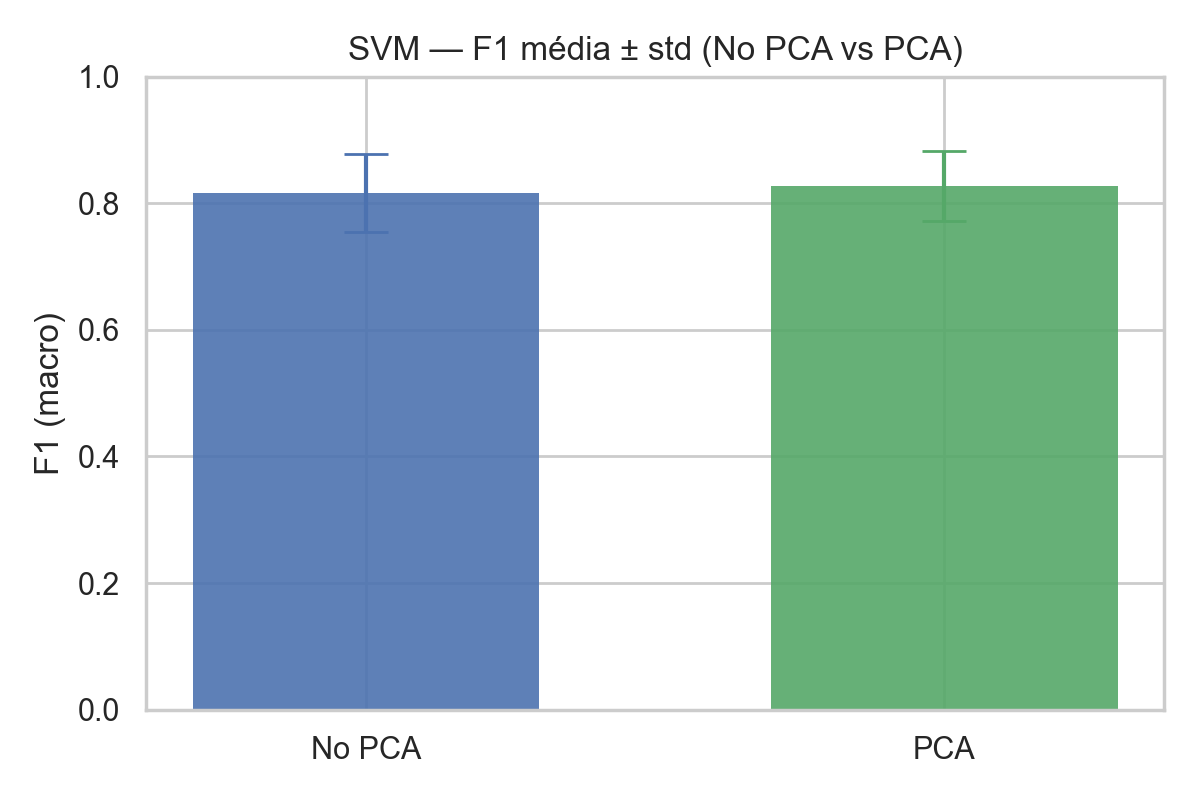 SVM — F1 média ± std (No PCA vs PCA)
1.0
0.8
0.6
0.4
0.2
0.0
F1 (macro)
No PCA
PCA